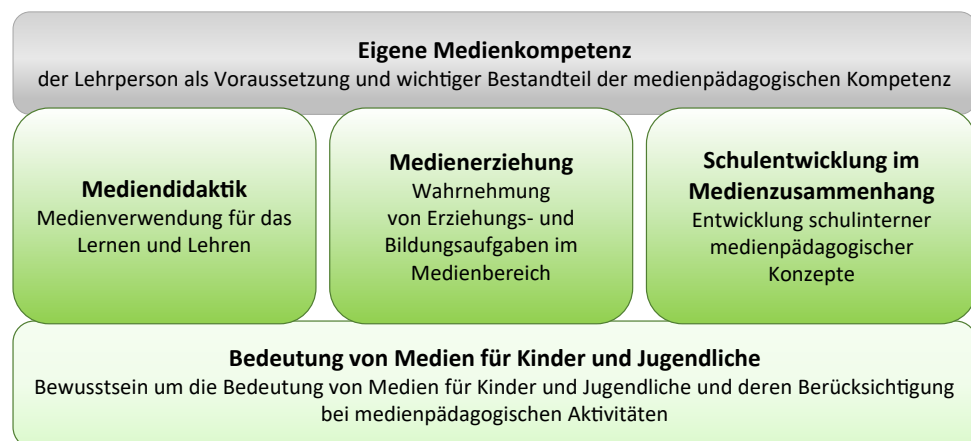 Eigene Medienkompetenz
der Lehrperson als Voraussetzung und wichtiger Bestandteil der medienpädagogischen Kompetenz
Mediendidaktik
Medienverwendung für das
Lernen und Lehren
Medienerziehung
Wahrnehmung
von Erziehungs- und
Bildungsaufgaben im
Medienbereich
Schulentwicklung im
Medienzusammenhang
Entwicklung schulinterner
medienpädagogischer
Konzepte
Bedeutung von Medien für Kinder und Jugendliche
Bewusstsein um die Bedeutung von Medien für Kinder und Jugendliche und deren Berücksichtigung
bei medienpädagogischen Aktivitäten